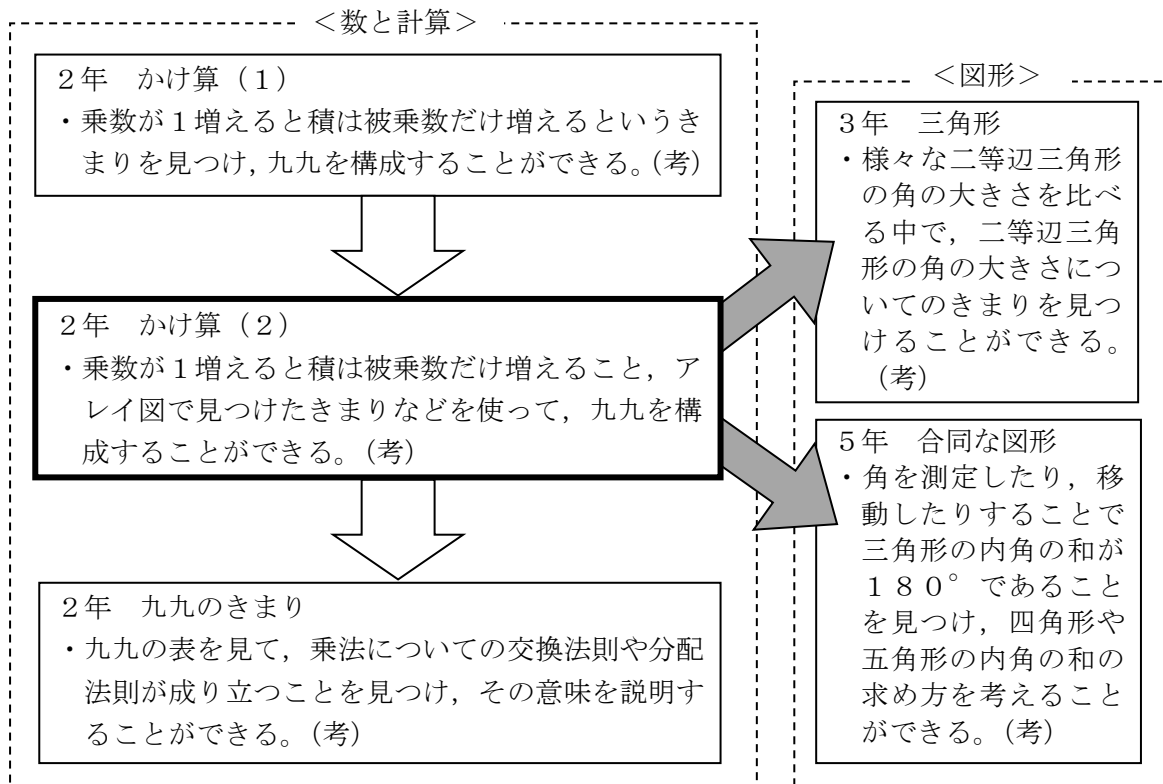 ＜数と計算＞
２年　かけ算（１）
・乗数が１増えると積は被乗数だけ増えるというき
まりを見つけ，九九を構成することができる。（考）
２年　かけ算（２）
・乗数が１増えると積は被乗数だけ増えること，ア
レイ図で見つけたきまりなどを使って，九九を構
成することができる。（考）
２年　九九のきまり
・九九の表を見て，乗法についての交換法則や分配
法則が成り立つことを見つけ，その意味を説明す
ることができる。（考）
＜図形＞
３年　三角形
・様々な二等辺三角形
の角の大きさを比べ
る中で，二等辺三角
形の角の大きさにつ
いてのきまりを見つ
けることができる。
（考）
５年　合同な図形
・角を測定したり，移
動したりすることで
三角形の内角の和が
１８０°であること
を見つけ，四角形や
五角形の内角の和の
求め方を考えること
ができる。（考）